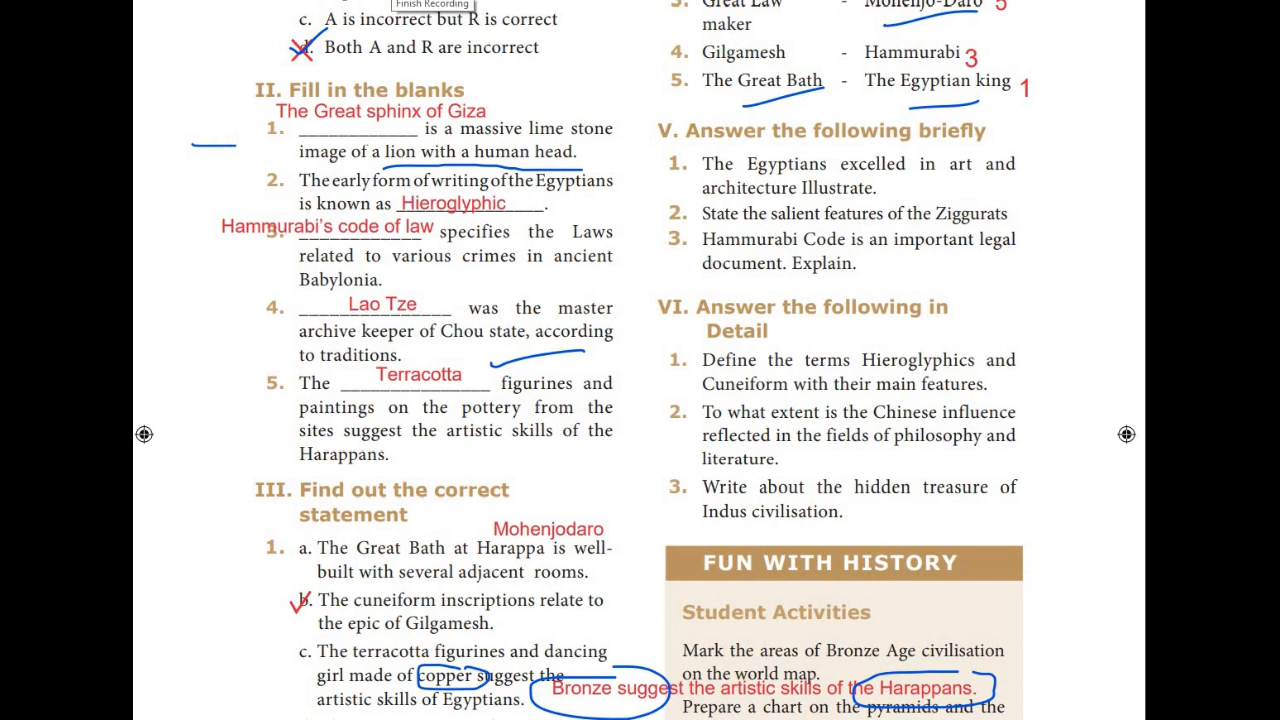 Finish Recording
c. A is incorrect but R is correct
d. Both A and R are incorrect
II. Fill in the blanks
The Great sphinx of Giza
1. ____________ is a massive lime stone
image of a lion with a human head.
2. The early form of writing of the Egyptians
is known as Hieroglyphic.
Hammurabi's code of law
3. ____________ specifies the Laws
related to various crimes in ancient
Babylonia.
4. Lao Tze was the master
archive keeper of Chou state, according
to traditions.
5. The Terracotta figurines and
paintings on the pottery from the
sites suggest the artistic skills of the
Harappans.
III. Find out the correct
statement
Mohenjodaro
1. a. The Great Bath at Harappa is well-
built with several adjacent rooms.
b. The cuneiform inscriptions relate to
the epic of Gilgamesh.
c. The terracotta figurines and dancing
girl made of copper suggest the
Bronze suggest the artistic skills of the Harappans.
artistic skills of Egyptians.
3. Great Law - Mohenjo-Daro 5
maker
4. Gilgamesh - Hammurabi 3
5. The Great Bath - The Egyptian king 1
V. Answer the following briefly
1. The Egyptians excelled in art and
architecture Illustrate.
2. State the salient features of the Ziggurats
3. Hammurabi Code is an important legal
document. Explain.
VI. Answer the following in
Detail
1. Define the terms Hieroglyphics and
Cuneiform with their main features.
2. To what extent is the Chinese influence
reflected in the fields of philosophy and
literature.
3. Write about the hidden treasure of
Indus civilisation.
FUN WITH HISTORY
Student Activities
Mark the areas of Bronze Age civilisation
on the world map.
Prepare a chart on the pyramids and the